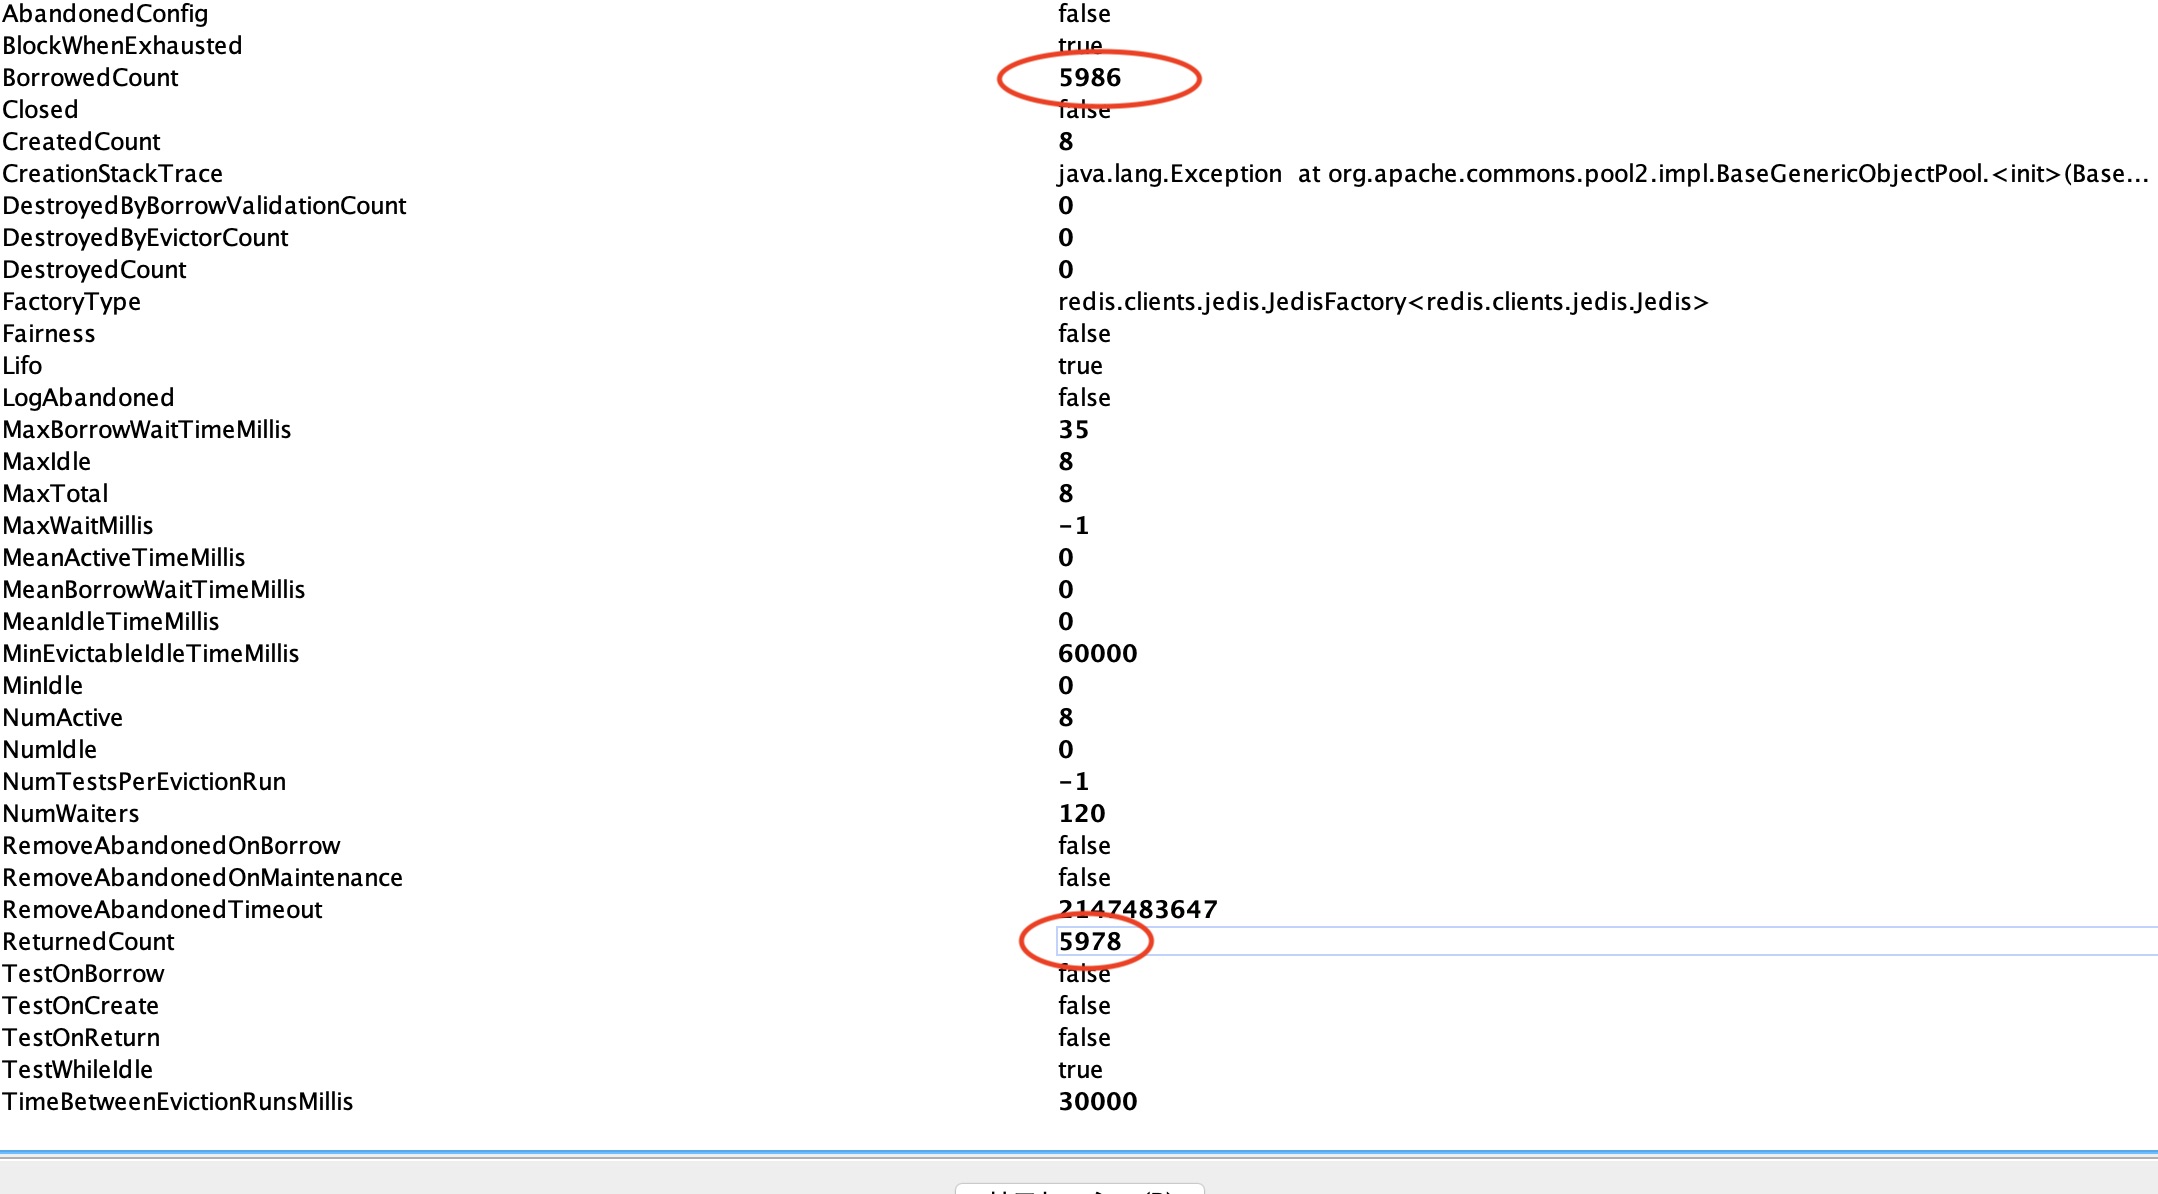 AbandonedConfig false
BlockWhenExhausted true
BorrowedCount 5986
Closed false
CreatedCount 8
CreationStackTrace java.lang.Exception  at org.apache.commons.pool2.impl.BaseGenericObjectPool.<init>(Base...
DestroyedByBorrowValidationCount 0
DestroyedByEvictorCount 0
DestroyedCount 0
FactoryType redis.clients.jedis.JedisFactory<redis.clients.jedis.Jedis>
Fairness false
Lifo true
LogAbandoned false
MaxBorrowWaitTimeMillis 35
MaxIdle 8
MaxTotal 8
MaxWaitMillis -1
MeanActiveTimeMillis 0
MeanBorrowWaitTimeMillis 0
MeanIdleTimeMillis 0
MinEvictableIdleTimeMillis 60000
MinIdle 0
NumActive 8
NumIdle 0
NumTestsPerEvictionRun -1
NumWaiters 120
RemoveAbandonedOnBorrow false
RemoveAbandonedOnMaintenance false
RemoveAbandonedTimeout 2147483647
ReturnedCount 5978
TestOnBorrow false
TestOnCreate false
TestOnReturn false
TestWhileIdle true
TimeBetweenEvictionRunsMillis 30000